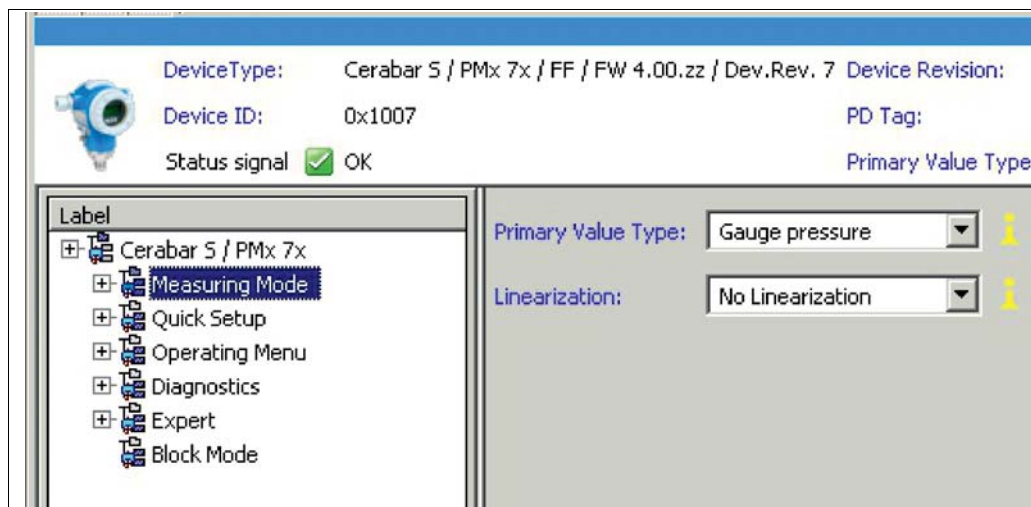 DeviceType: Cerabar S / PMx 7x / FF / FW 4.00.zz / Dev.Rev. 7 Device Revision:
Device ID: 0x1007 PD Tag:
Status signal OK Primary Value Type
Label
Cerabar S / PMx 7x
Measuring Mode
Quick Setup
Operating Menu
Diagnostics
Expert
Block Mode
Primary Value Type: Gauge pressure
Linearization: No Linearization